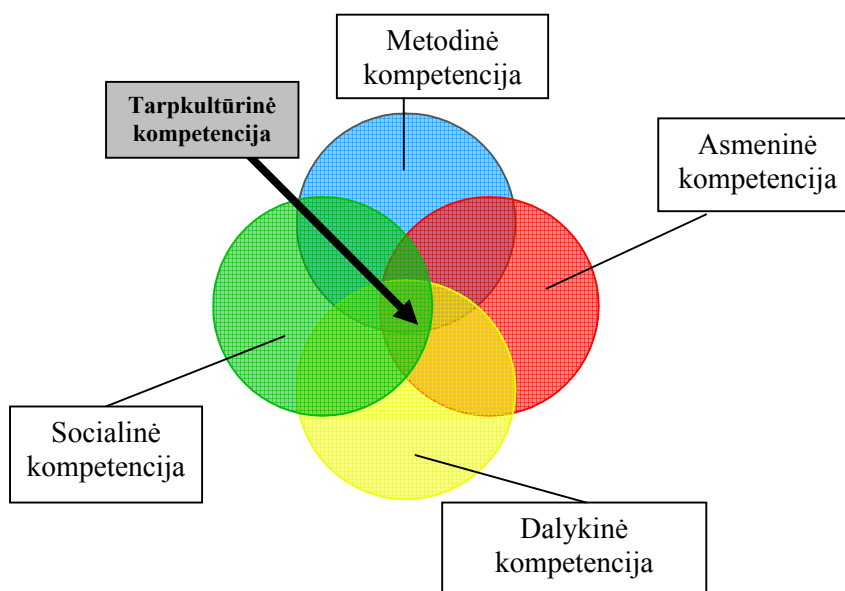 Metodinė
kompetencija
Tarpkultūrinė
kompetencija
Asmeninė
kompetencija
Socialinė
kompetencija
Dalykinė
kompetencija